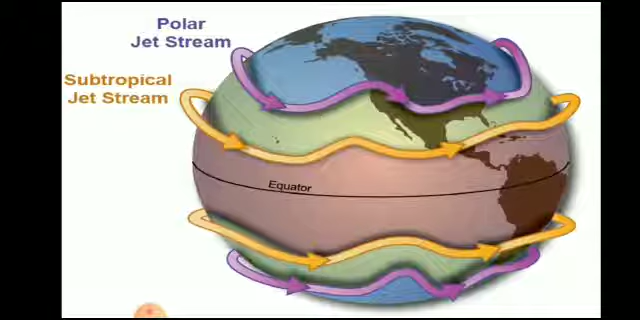 Polar
Jet Stream
Subtropical
Jet Stream
Equator